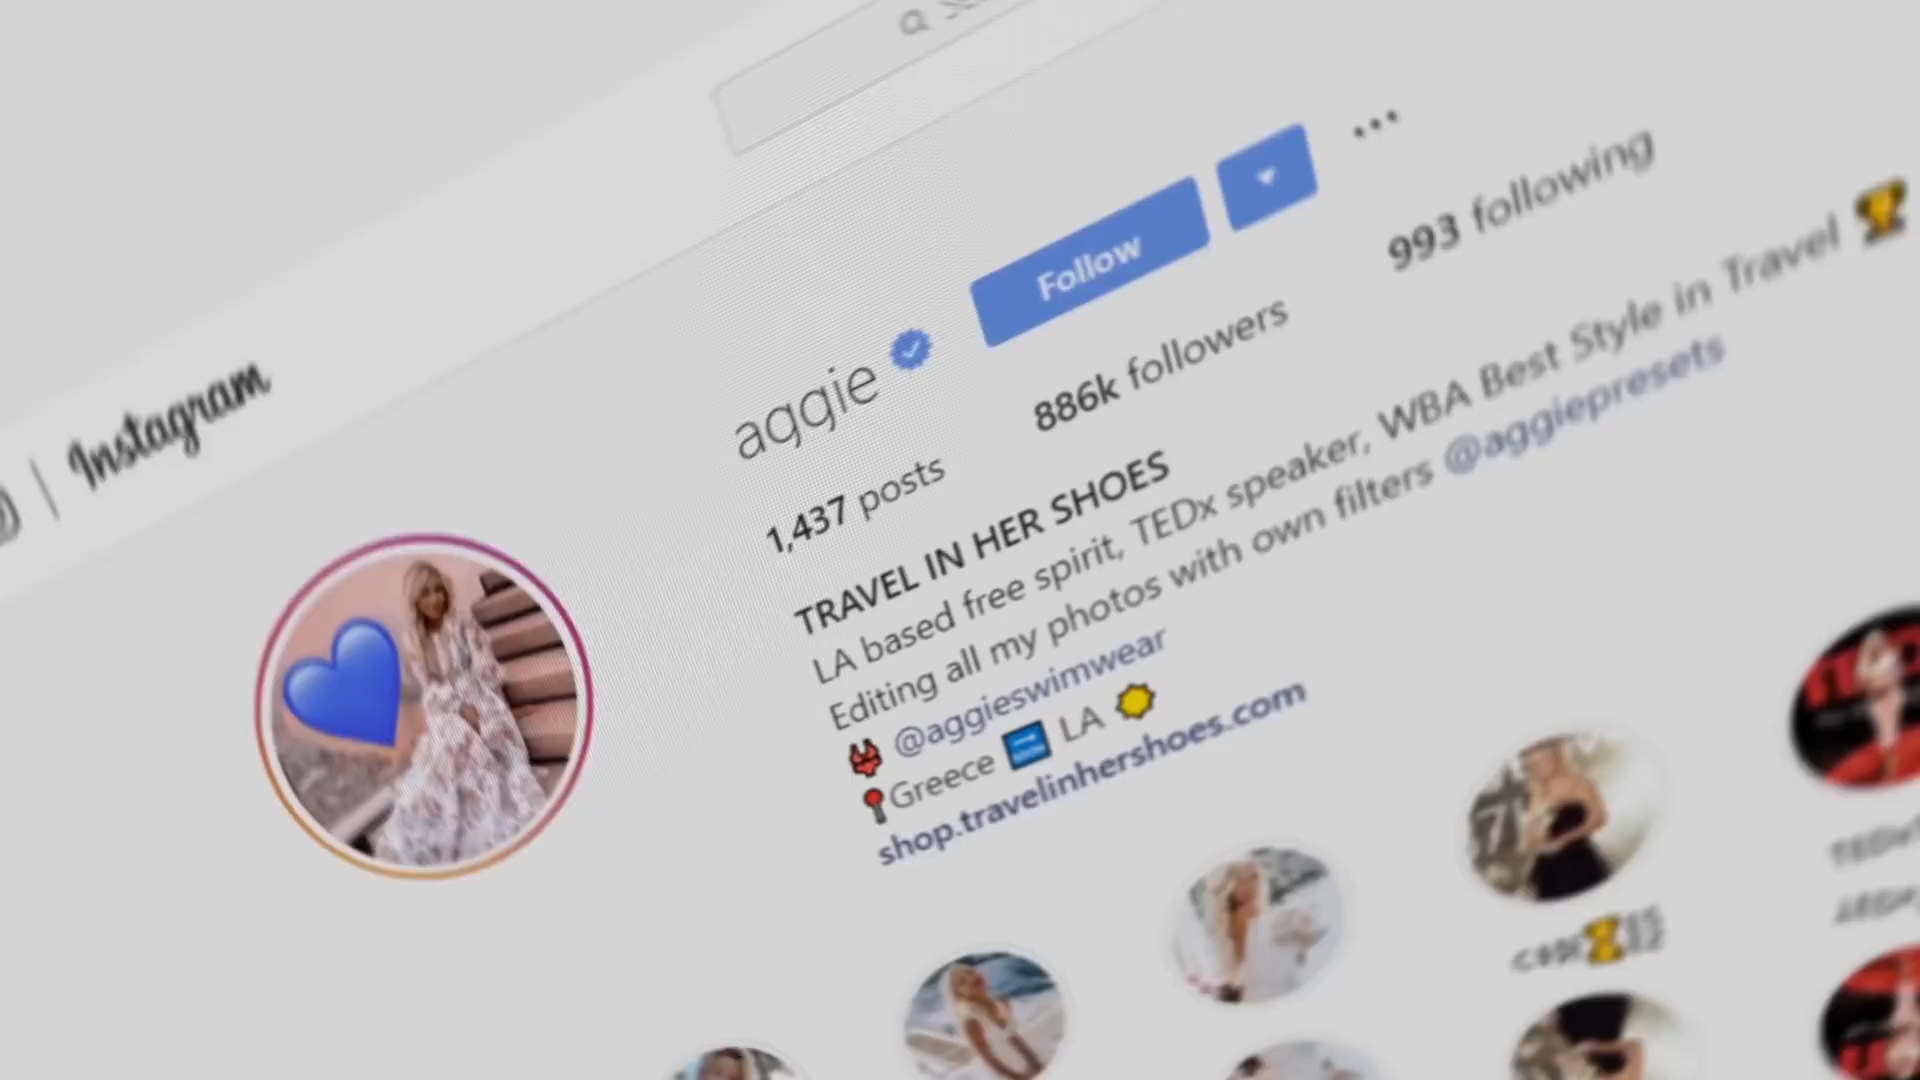 Instagram
aggie
Follow
1,437 posts
886k followers
993 following
TRAVEL IN HER SHOES
LA based free spirit, TEDx speaker, WBA Best Style in Travel 🏆
Editing all my photos with own filters @aggiepresets
👙 @aggieswimwear
📍Greece ➡️ LA ☀️
shop.travelinhershoes.com